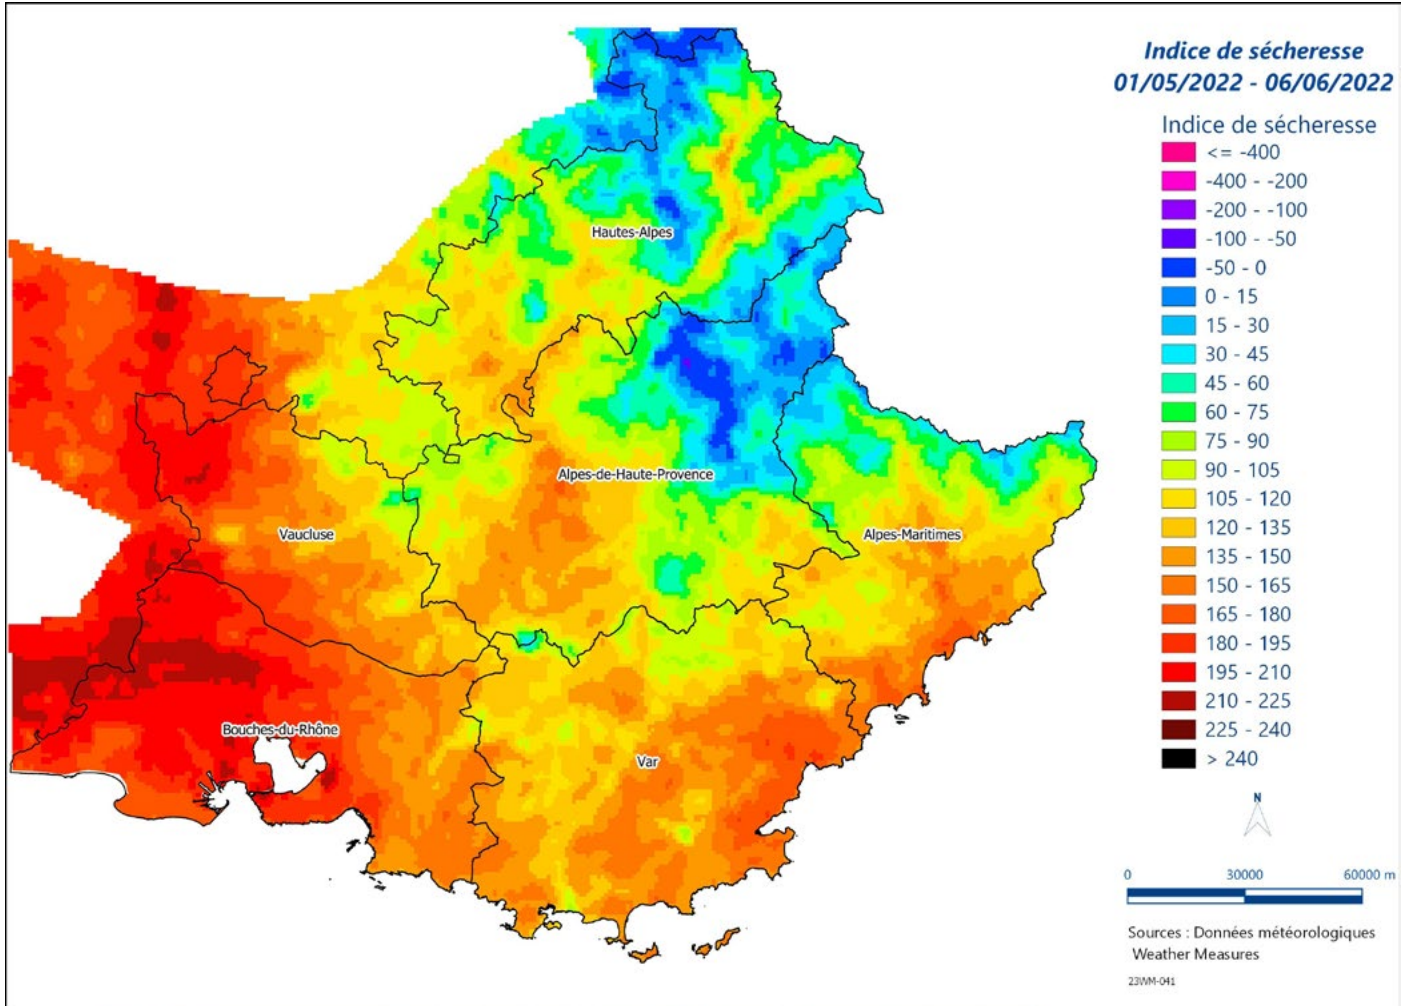 Indice de sécheresse
01/05/2022 - 06/06/2022
Indice de sécheresse
<= -400
-400 - -200
-200 - -100
-100 - -50
-50 - 0
0 - 15
15 - 30
30 - 45
45 - 60
60 - 75
75 - 90
90 - 105
105 - 120
120 - 135
135 - 150
150 - 165
165 - 180
180 - 195
195 - 210
210 - 225
225 - 240
> 240
Hautes-Alpes
Alpes-de-Haute-Provence
Vaucluse
Alpes-Maritimes
Bouches-du-Rhône
Var
N
0 30000 60000 m
Sources : Données météorologiques
Weather Measures
23WM-041